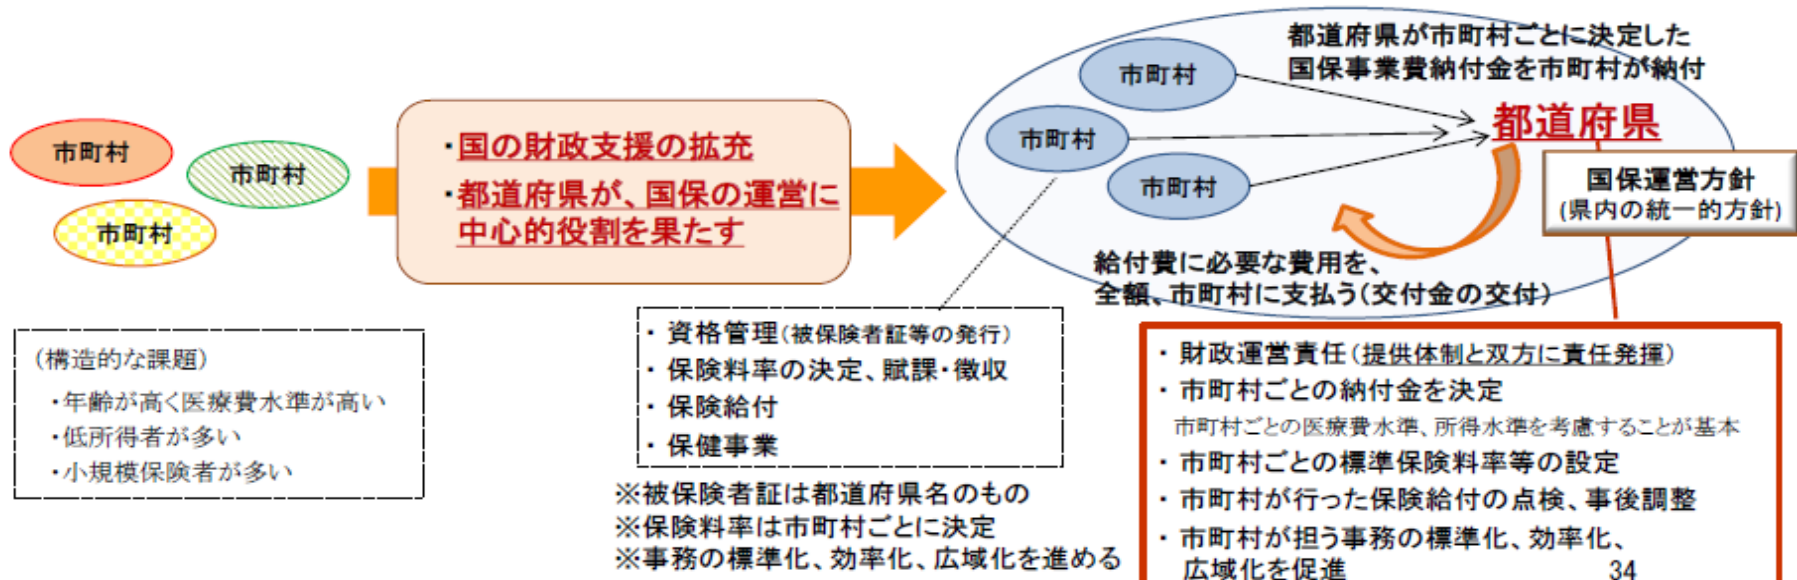 市町村
市町村
市町村
(構造的な課題)
・年齢が高く医療費水準が高い
・低所得者が多い
・小規模保険者が多い
・国の財政支援の拡充
・都道府県が、国保の運営に
中心的役割を果たす
市町村
市町村
市町村
都道府県が市町村ごとに決定した
国保事業費納付金を市町村が納付
都道府県
国保運営方針
(県内の統一的方針)
給付費に必要な費用を、
全額、市町村に支払う(交付金の交付)
・資格管理(被保険者証等の発行)
・保険料率の決定、賦課・徴収
・保険給付
・保健事業
※被保険者証は都道府県名のもの
※保険料率は市町村ごとに決定
※事務の標準化、効率化、広域化を進める
・財政運営責任(提供体制と双方に責任発揮)
・市町村ごとの納付金を決定
市町村ごとの医療費水準、所得水準を考慮することが基本
・市町村ごとの標準保険料率等の設定
・市町村が行った保険給付の点検、事後調整
・市町村が担う事務の標準化、効率化、
広域化を促進
34